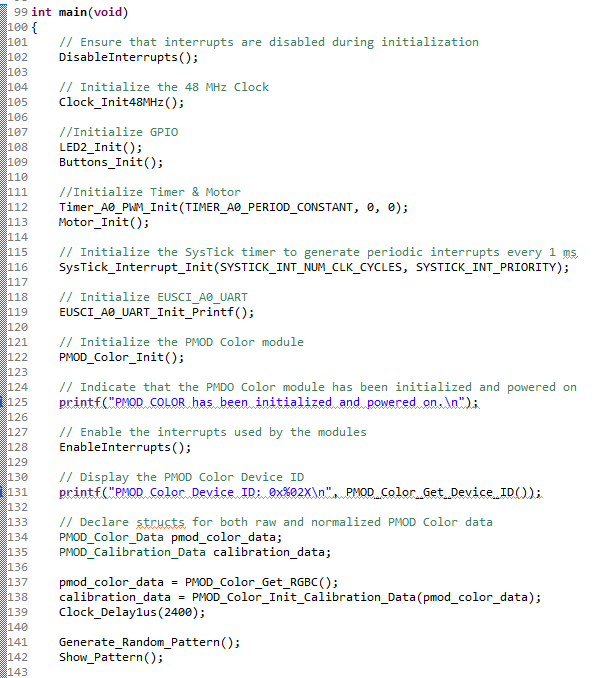 99 int main(void)
100 {
101     // Ensure that interrupts are disabled during initialization
102     DisableInterrupts();
103
104     // Initialize the 48 MHz Clock
105     Clock_Init48MHz();
106
107     //Initialize GPIO
108     LED2_Init();
109     Buttons_Init();
110
111     //Initialize Timer & Motor
112     Timer_A0_PWM_Init(TIMER_A0_PERIOD_CONSTANT, 0, 0);
113     Motor_Init();
114
115     // Initialize the SysTick timer to generate periodic interrupts every 1 ms
116     SysTick_Interrupt_Init(SYSTICK_INT_NUM_CLK_CYCLES, SYSTICK_INT_PRIORITY);
117
118     // Initialize EUSCI_A0_UART
119     EUSCI_A0_UART_Init_Printf();
120
121     // Initialize the PMOD Color module
122     PMOD_Color_Init();
123
124     // Indicate that the PMDO Color module has been initialized and powered on
125     printf("PMOD COLOR has been initialized and powered on.\n");
126
127     // Enable the interrupts used by the modules
128     EnableInterrupts();
129
130     // Display the PMOD Color Device ID
131     printf("PMOD Color Device ID: 0x%02X\n", PMOD_Color_Get_Device_ID());
132
133     // Declare structs for both raw and normalized PMOD Color data
134     PMOD_Color_Data pmod_color_data;
135     PMOD_Calibration_Data calibration_data;
136
137     pmod_color_data = PMOD_Color_Get_RGBC();
138     calibration_data = PMOD_Color_Init_Calibration_Data(pmod_color_data);
139     Clock_Delay1us(2400);
140
141     Generate_Random_Pattern();
142     Show_Pattern();
143